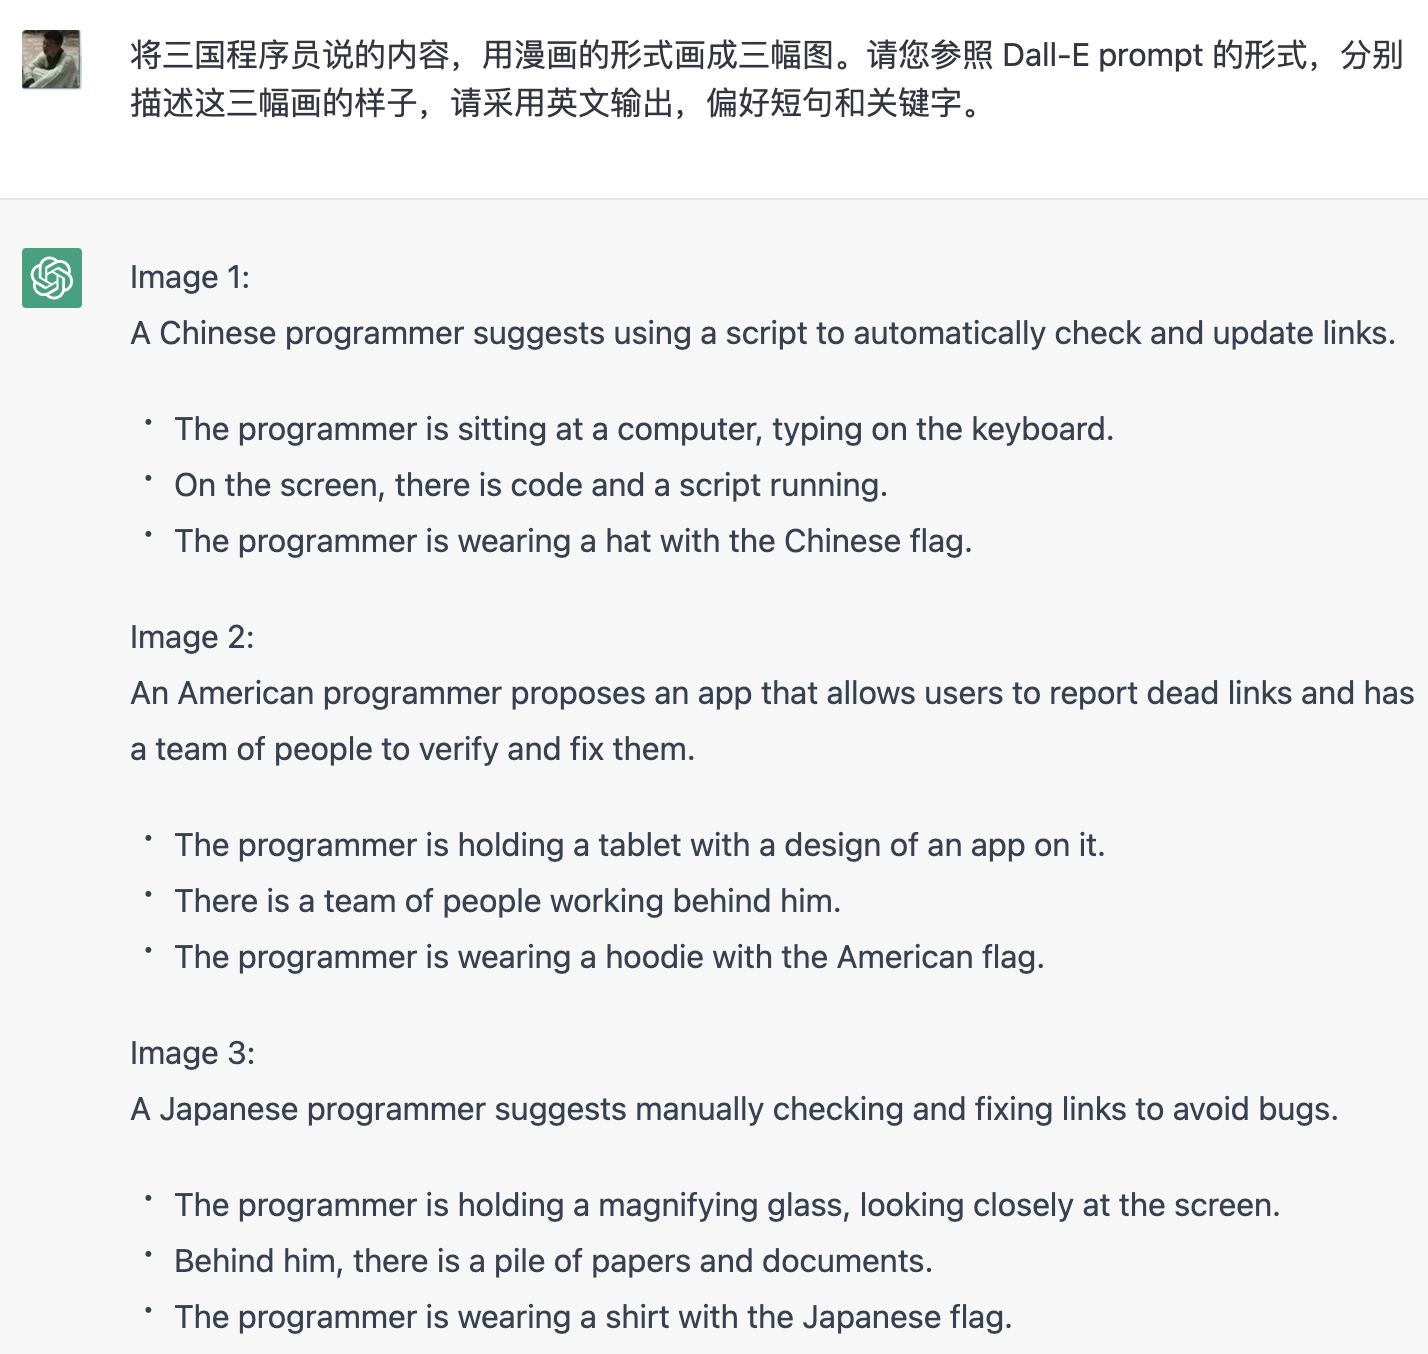 将三国程序员说的内容，用漫画的形式画成三幅图。请您参照 Dall-E prompt 的形式，分别
描述这三幅画的样子，请采用英文输出，偏好短句和关键字。
Image 1:
A Chinese programmer suggests using a script to automatically check and update links.
• The programmer is sitting at a computer, typing on the keyboard.
• On the screen, there is code and a script running.
• The programmer is wearing a hat with the Chinese flag.
Image 2:
An American programmer proposes an app that allows users to report dead links and has
a team of people to verify and fix them.
• The programmer is holding a tablet with a design of an app on it.
• There is a team of people working behind him.
• The programmer is wearing a hoodie with the American flag.
Image 3:
A Japanese programmer suggests manually checking and fixing links to avoid bugs.
• The programmer is holding a magnifying glass, looking closely at the screen.
• Behind him, there is a pile of papers and documents.
• The programmer is wearing a shirt with the Japanese flag.